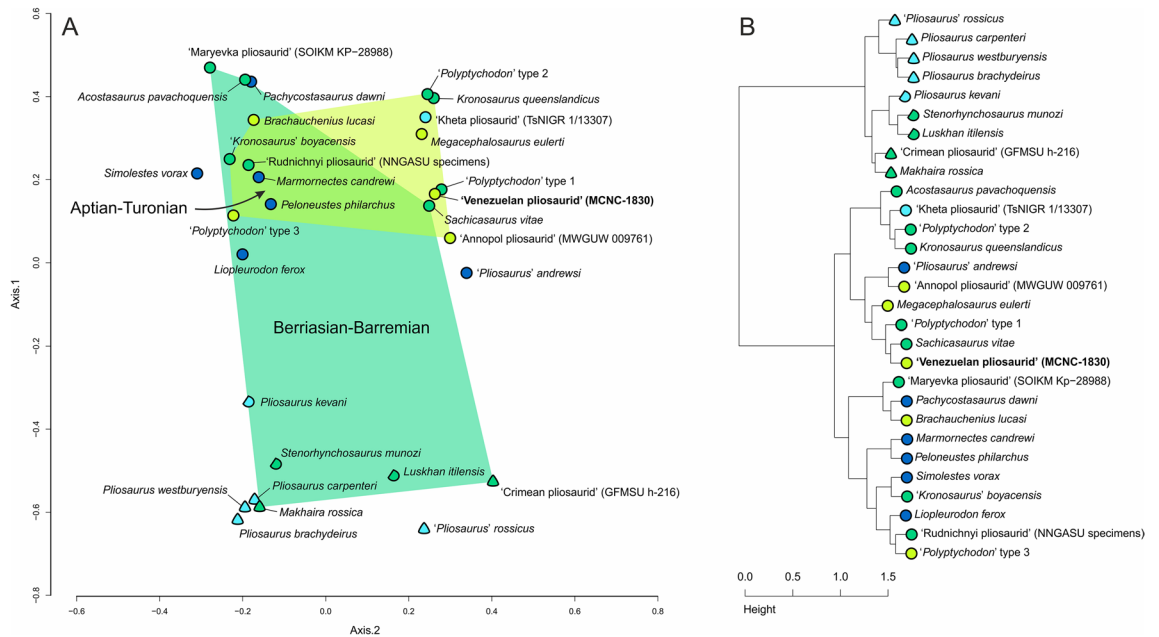 A
0.6
0.4
0.2
0.0
−0.2
−0.4
−0.6
−0.8
Axis.1
−0.6
−0.4
−0.2
0.0
0.2
0.4
0.6
0.8
Axis.2
'Maryevka pliosaurid' (SOIKM KP−28988)
Acostasaurus pavachoquensis
Pachycostasaurus dawni
'Polyptychodon' type 2
Kronosaurus queenslandicus
Brachauchenius lucasi
'Kheta pliosaurid' (TsNIGR 1/13307)
'Kronosaurus' boyacensis
Megacephalosaurus eulerti
'Rudnichnyi pliosaurid' (NNGASU specimens)
Simolestes vorax
Marmornectes candrewi
'Polyptychodon' type 1
'Venezuelan pliosaurid' (MCNC-1830)
Aptian-Turonian
Peloneustes philarchus
Sachicasaurus vitae
'Polyptychodon' type 3
'Annopol pliosaurid' (MWGUW 009761)
Liopleurodon ferox
'Pliosaurus' andrewsi
Berriasian-Barremian
Pliosaurus kevani
Stenorhynchosaurus munozi
Luskhan itilensis
Pliosaurus westburyensis
Pliosaurus carpenteri
'Crimean pliosaurid' (GFMSU h-216)
Makhaira rossica
Pliosaurus brachydeirus
'Pliosaurus' rossicus
B
'Pliosaurus' rossicus
Pliosaurus carpenteri
Pliosaurus westburyensis
Pliosaurus brachydeirus
Pliosaurus kevani
Stenorhynchosaurus munozi
Luskhan itilensis
'Crimean pliosaurid' (GFMSU h-216)
Makhaira rossica
Acostasaurus pavachoquensis
'Kheta pliosaurid' (TsNIGR 1/13307)
'Polyptychodon' type 2
Kronosaurus queenslandicus
'Pliosaurus' andrewsi
'Annopol pliosaurid' (MWGUW 009761)
Megacephalosaurus eulerti
'Polyptychodon' type 1
Sachicasaurus vitae
'Venezuelan pliosaurid' (MCNC-1830)
'Maryevka pliosaurid' (SOIKM Kp−28988)
Pachycostasaurus dawni
Brachauchenius lucasi
Marmornectes candrewi
Peloneustes philarchus
Simolestes vorax
'Kronosaurus' boyacensis
Liopleurodon ferox
'Rudnichnyi pliosaurid' (NNGASU specimens)
'Polyptychodon' type 3
0.0
0.5
1.0
1.5
Height